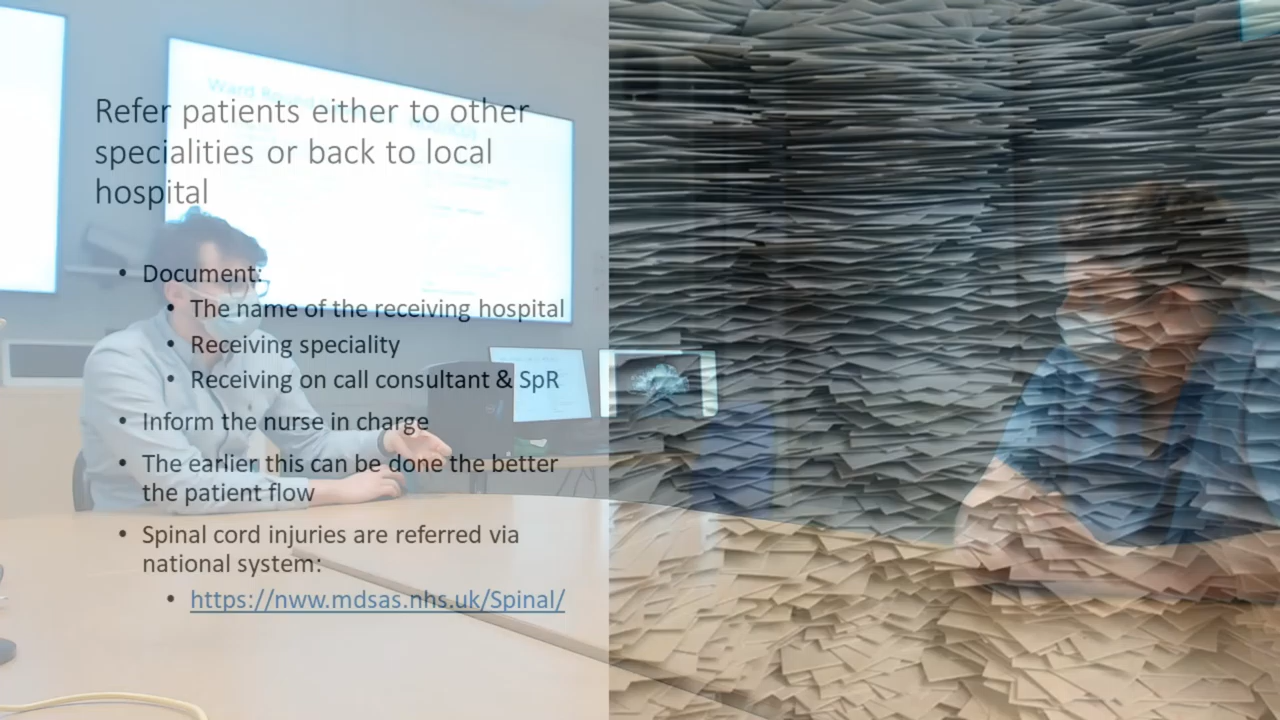 Ward Round
Refer patients either to other
specialities or back to local
hospital
• Document:
• The name of the receiving hospital
• Receiving speciality
• Receiving on call consultant & SpR
• Inform the nurse in charge
• The earlier this can be done the better
the patient flow
• Spinal cord injuries are referred via
national system:
• https://nww.mdsas.nhs.uk/Spinal/